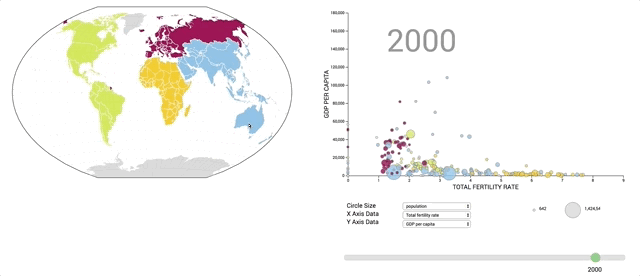 2000
GDP PER CAPITA
180,000
160,000
140,000
120,000
100,000
80,000
60,000
40,000
20,000
0
0 1 2 3 4 5 6 7 8 9
TOTAL FERTILITY RATE
Circle Size population
X Axis Data Total fertility rate
Y Axis Data GDP per capita
642 1,424,54
2000